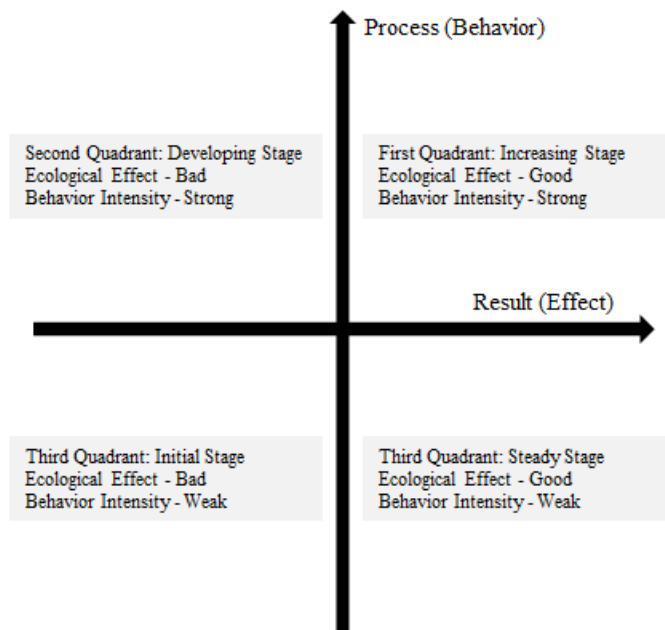 Process (Behavior)
Second Quadrant: Developing Stage
Ecological Effect - Bad
Behavior Intensity - Strong
First Quadrant: Increasing Stage
Ecological Effect - Good
Behavior Intensity - Strong
Result (Effect)
Third Quadrant: Initial Stage
Ecological Effect - Bad
Behavior Intensity - Weak
Third Quadrant: Steady Stage
Ecological Effect - Good
Behavior Intensity - Weak